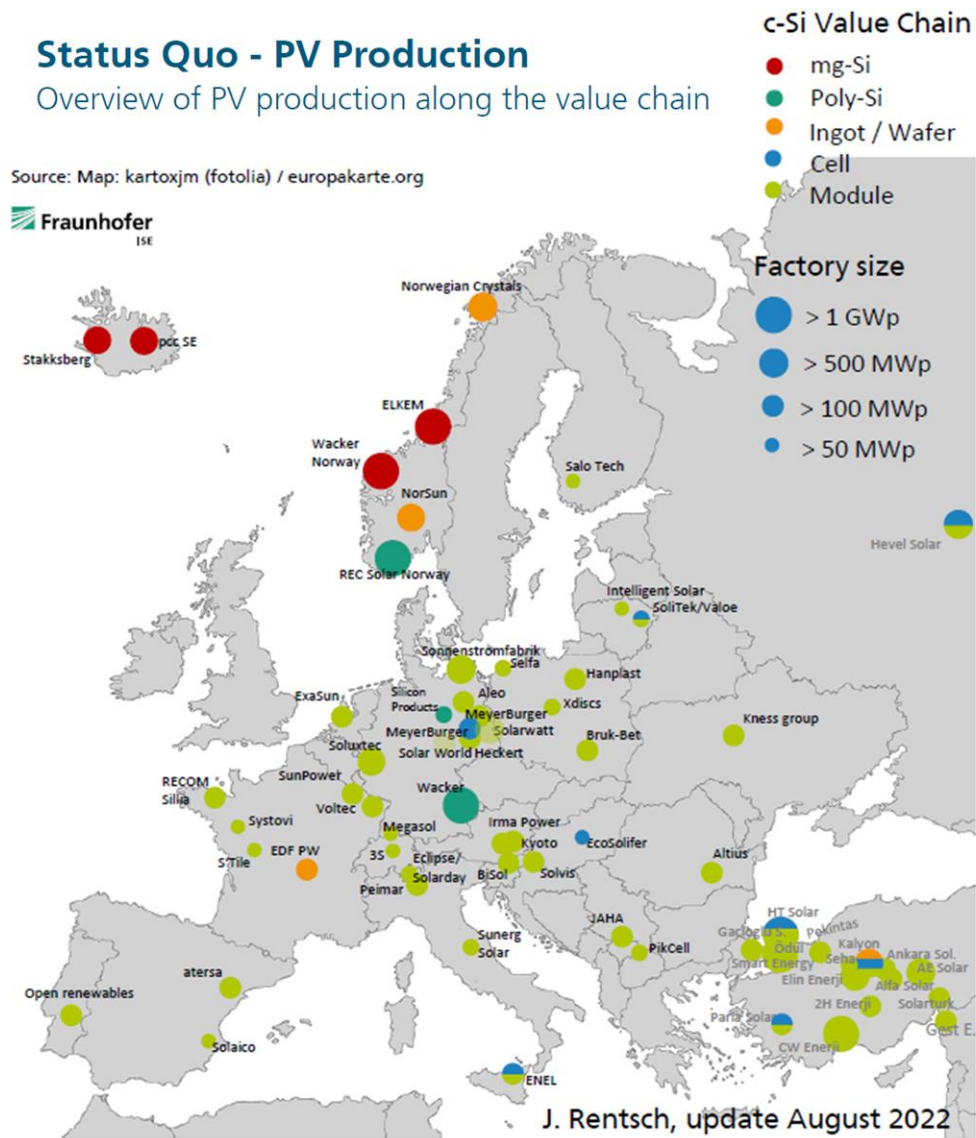 Status Quo - PV Production
Overview of PV production along the value chain
Source: Map: kartoxjm (fotolia) / europakarte.org
Fraunhofer
ISE
c-Si Value Chain
mg-Si
Poly-Si
Ingot / Wafer
Cell
Module
Factory size
> 1 GWp
> 500 MWp
> 100 MWp
> 50 MWp
Norwegian Crystals
Stakksberg
pcc SE
ELKEM
Wacker
Norway
NorSun
REC Solar Norway
Salo Tech
Hevel Solar
Intelligent Solar
SoliTek/Valoe
Sonnenstromfabrik
Selfa
Hanplast
ExaSun
Silicon
Products
Aleo
Xdiscs
MeyerBurger
MeyerBurger
Solarwatt
Kness group
Solar World
Heckert
Bruk-Bet
Soluxtec
SunPower
RECOM
Sillia
Voltec
Wacker
Systovi
Megasol
Irma Power
Kyoto
EcoSolifer
S'Tile
EDF PW
3S
Eclipse/
Solarday
BiSol
Solvis
Altius
Peimar
JAHA
PikCell
Sunerg
Solar
HT Solar
Pekintas
Ödül
Kalyon
Smart Energy
Ankara Sol.
AE Solar
Elin Enerji
Alfa Solar
Solarturk
2H Enerji
Parla Solar
CW Enerji
Gest E.
atersa
Open renewables
Solaico
ENEL
J. Rentsch, update August 2022